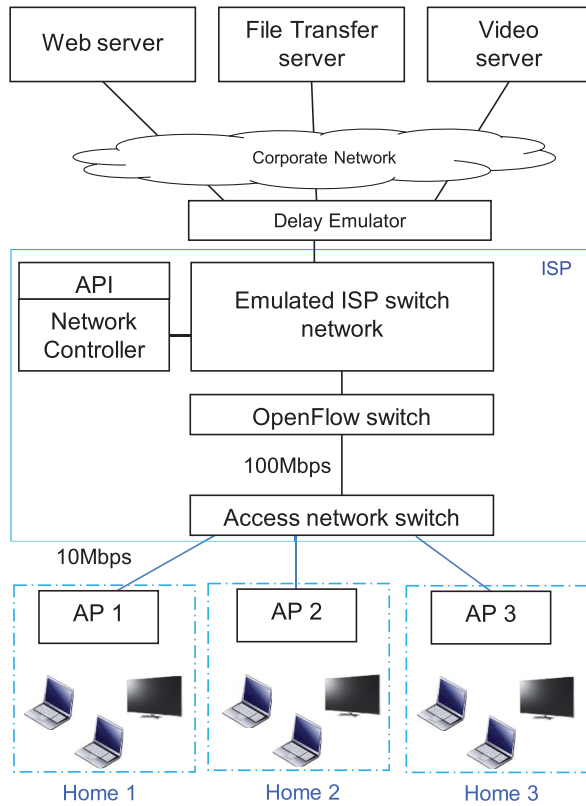 Web server
File Transfer
server
Video
server
Corporate Network
Delay Emulator
ISP
API
Network
Controller
Emulated ISP switch
network
OpenFlow switch
100Mbps
Access network switch
10Mbps
AP 1
AP 2
AP 3
Home 1
Home 2
Home 3